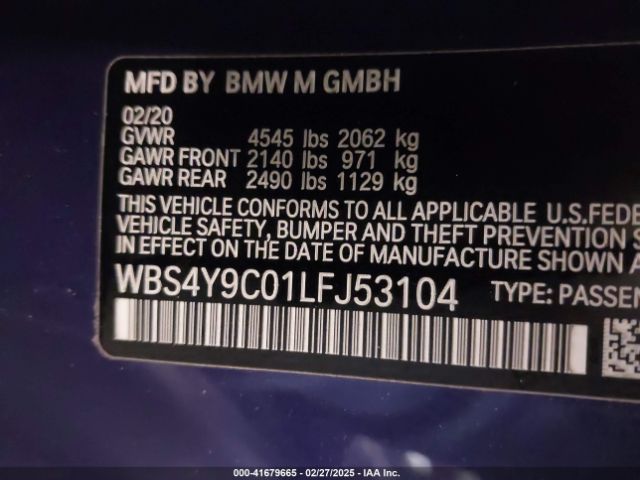 MFD BY BMW M GMBH
02/20
GVWR 4545 lbs 2062 kg
GAWR FRONT 2140 lbs 971 kg
GAWR REAR 2490 lbs 1129 kg
THIS VEHICLE CONFORMS TO ALL APPLICABLE U.S.FEDE
VEHICLE SAFETY, BUMPER AND THEFT PREVENTION S
IN EFFECT ON THE DATE OF MANUFACTURE SHOWN A
WBS4Y9C01LFJ53104 TYPE: PASSEN
000-41679665 / 02/27/2025 - IAA Inc.